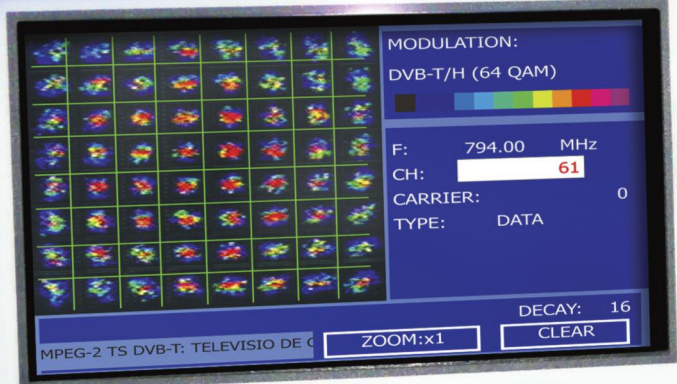 MODULATION:
DVB-T/H (64 QAM)
F: 794.00 MHz
CH: 61
CARRIER: 0
TYPE: DATA
DECAY: 16
MPEG-2 TS DVB-T: TELEVISIO DE
ZOOM:x1
CLEAR